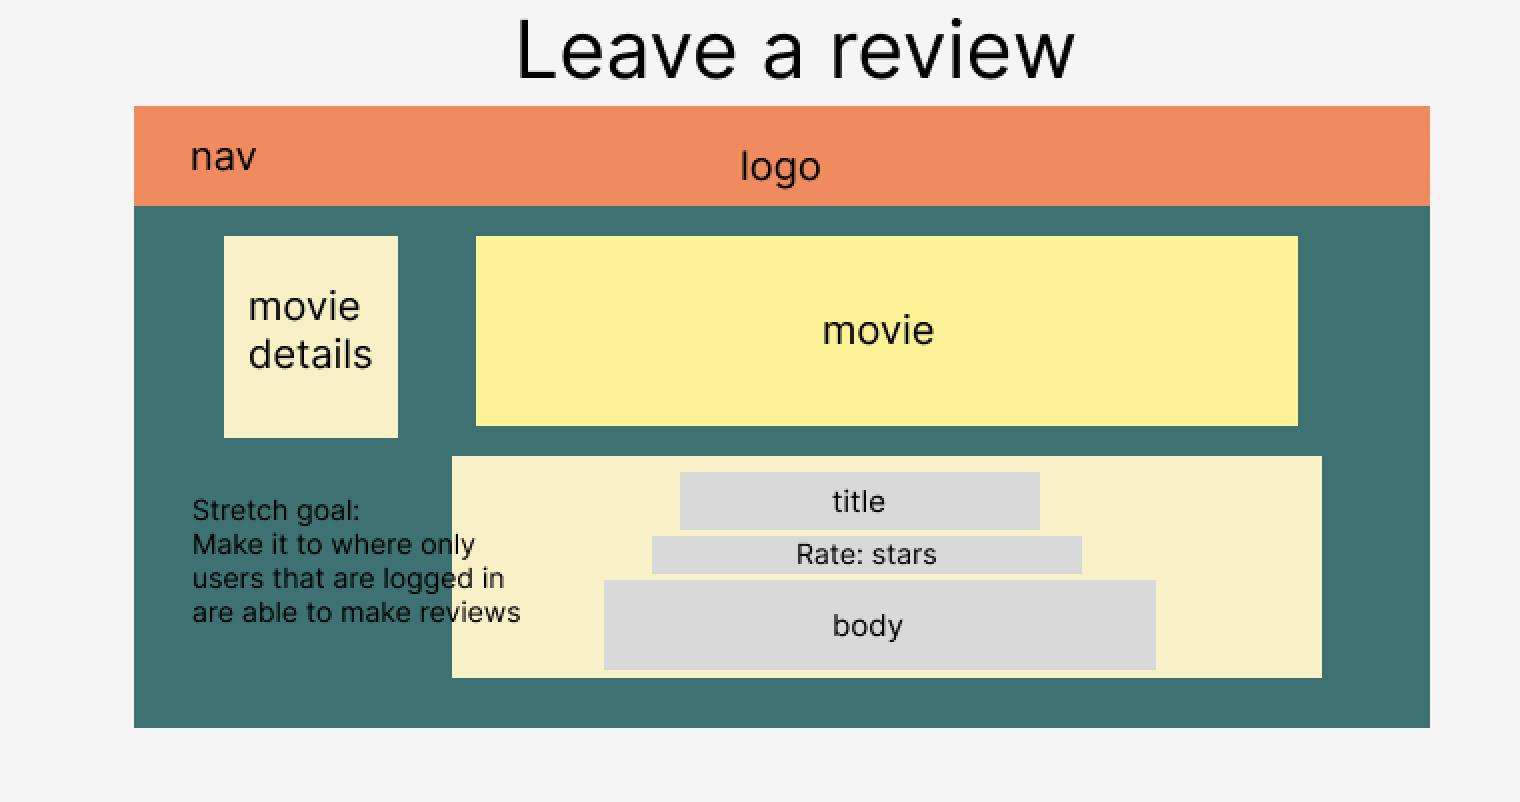 Leave a review
nav
logo
movie
details
movie
title
Rate: stars
body
Stretch goal:
Make it to where only
users that are logged in
are able to make reviews